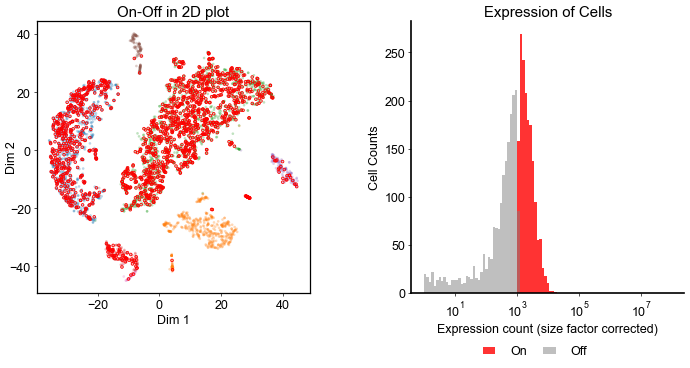 On-Off in 2D plot
40
20
0
−20
−40
Dim 2
−20
0
20
40
Dim 1
Expression of Cells
250
200
150
100
50
0
Cell Counts
10^1
10^3
10^5
10^7
Expression count (size factor corrected)
On
Off